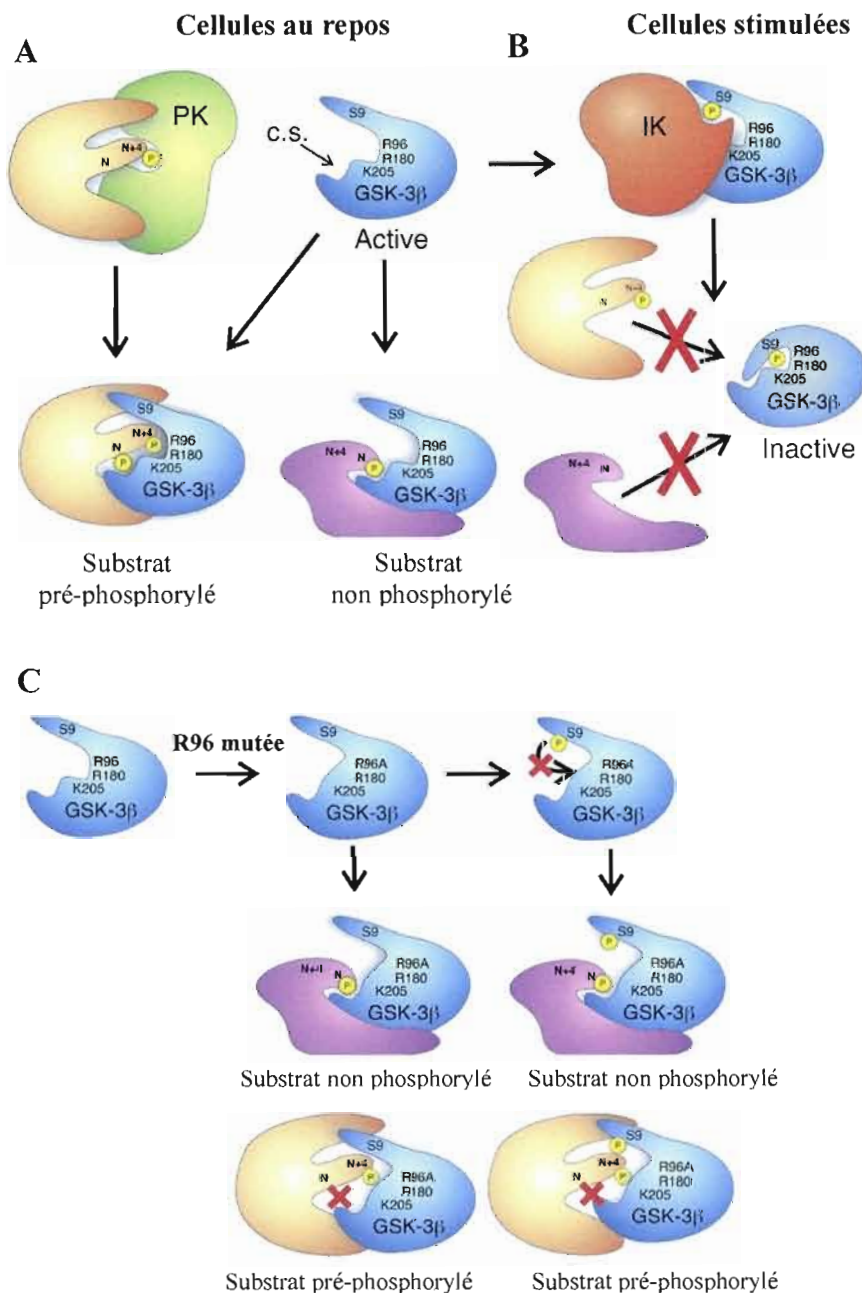 Cellules au repos
Cellules stimulées
A
B
PK
N
N+4
P
c.s.
S9
R96
R180
K205
GSK-3β
Active
IK
S9
P
R96
R180
K205
GSK-3β
N
N+4
P
S9
P
R96
R180
K205
GSK-3β
Inactive
N+4
N
S9
N+4
P
N
P
R96
R180
K205
GSK-3β
S9
N+4
N
P
R96
R180
K205
GSK-3β
Substrat
pré-phosphorylé
Substrat
non phosphorylé
C
S9
R96
R180
K205
GSK-3β
R96 mutée
S9
R96A
R180
K205
GSK-3β
P
S9
R96A
R180
K205
GSK-3β
S9
N+4
N
P
R96A
R180
K205
GSK-3β
P
S9
N+4
N
P
R96A
R180
K205
GSK-3β
Substrat non phosphorylé
Substrat non phosphorylé
S9
N+4
N
P
R96A
R180
K205
GSK-3β
P
S9
N+4
N
P
R96A
R180
K205
GSK-3β
Substrat pré-phosphorylé
Substrat pré-phosphorylé